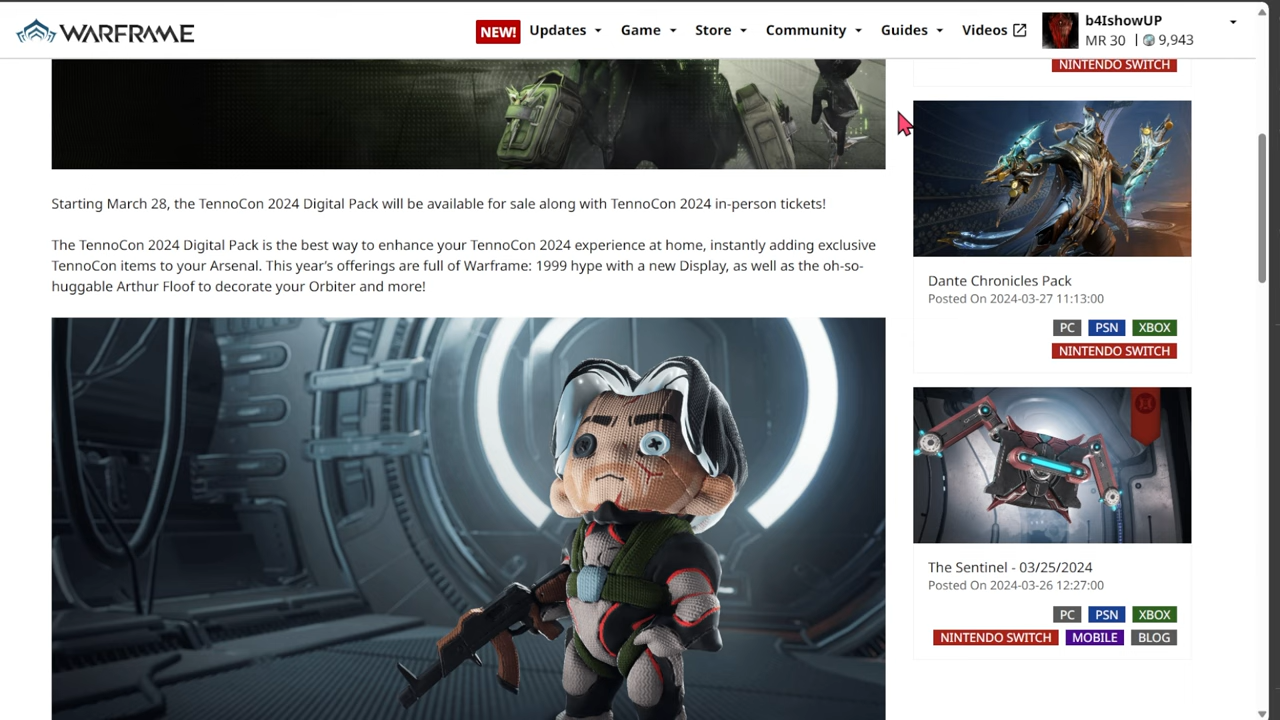 WARFRAME
NEW! Updates Game Store Community Guides Videos
b4IshowUP
MR 30 | 9,943
NINTENDO SWITCH
Starting March 28, the TennoCon 2024 Digital Pack will be available for sale along with TennoCon 2024 in-person tickets!
The TennoCon 2024 Digital Pack is the best way to enhance your TennoCon 2024 experience at home, instantly adding exclusive
TennoCon items to your Arsenal. This year's offerings are full of Warframe: 1999 hype with a new Display, as well as the oh-so-
huggable Arthur Floof to decorate your Orbiter and more!
Dante Chronicles Pack
Posted On 2024-03-27 11:13:00
PC PSN XBOX
NINTENDO SWITCH
The Sentinel - 03/25/2024
Posted On 2024-03-26 12:27:00
PC PSN XBOX
NINTENDO SWITCH MOBILE BLOG